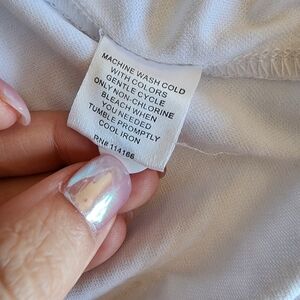 MACHINE WASH COLD
WITH COLORS
GENTLE CYCLE
ONLY NON-CHLORINE
BLEACH WHEN
YOU NEEDED
TUMBLE PROMPTLY
COOL IRON
RN# 114166